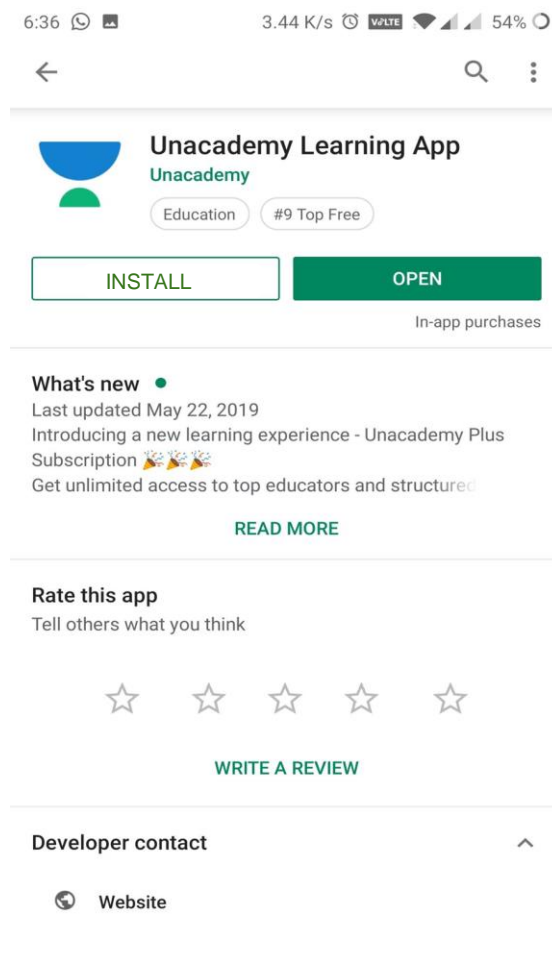 6:36 3.44 K/s VoLTE 54%
Unacademy Learning App
Unacademy
Education #9 Top Free
INSTALL OPEN
In-app purchases
What's new
Last updated May 22, 2019
Introducing a new learning experience - Unacademy Plus
Subscription 🎉🎉🎉
Get unlimited access to top educators and structured
READ MORE
Rate this app
Tell others what you think
WRITE A REVIEW
Developer contact
Website